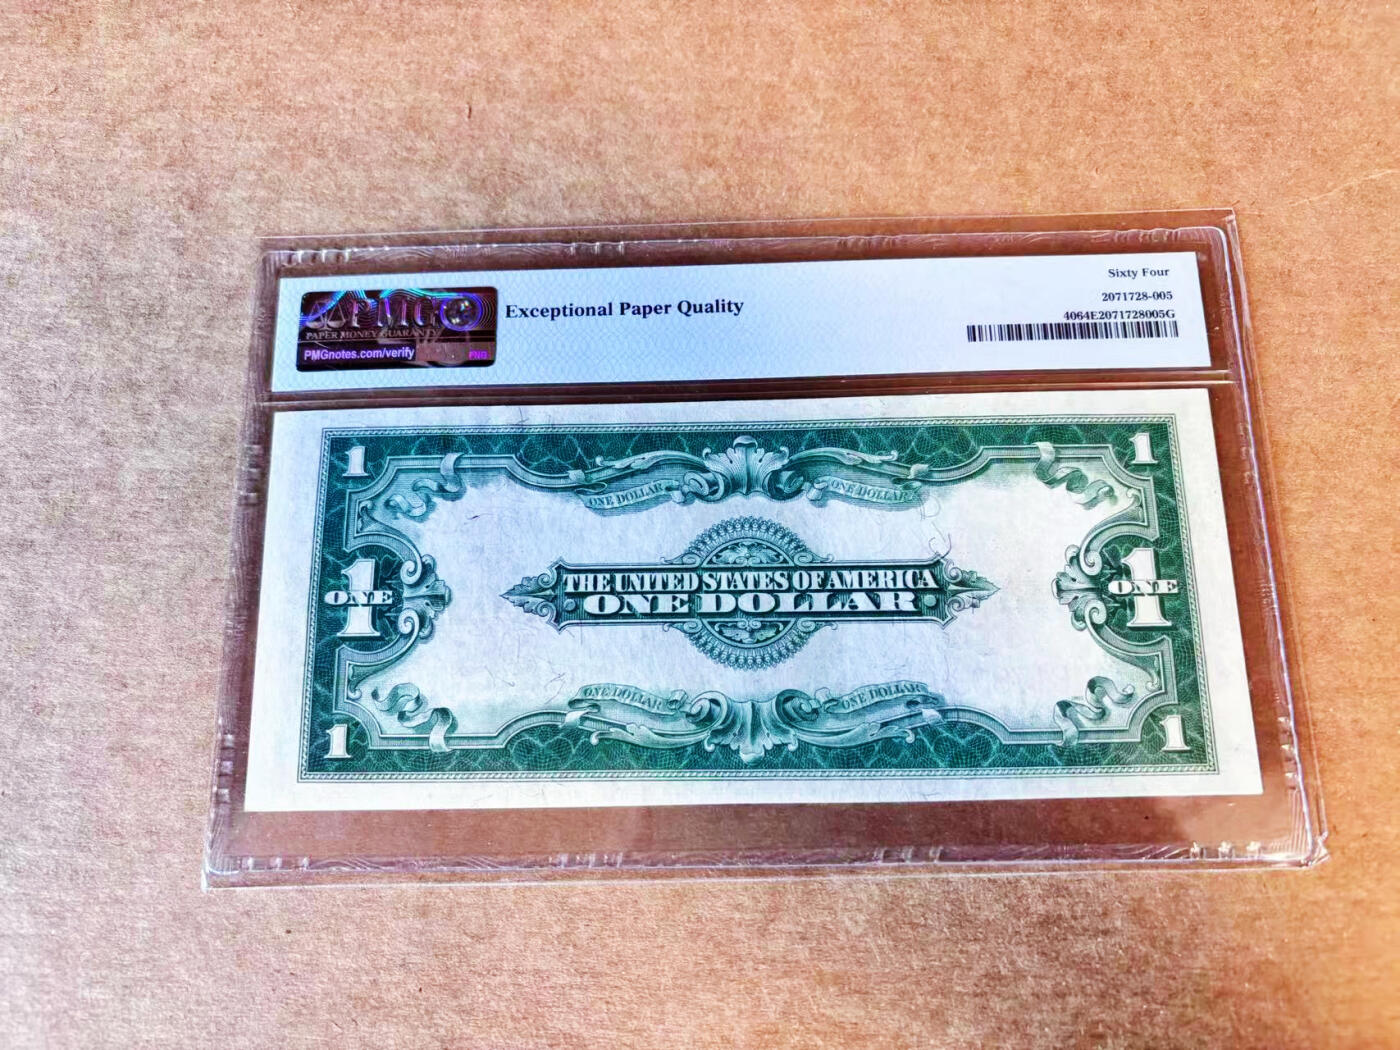 PMG
PAPER MONEY GUARANTY
PMGnotes.com/verify
FNG
Exceptional Paper Quality
Sixty Four
2071728-005
4064E2071728005G
1
1
ONE DOLLAR
ONE DOLLAR
1
ONE
THE UNITED STATES OF AMERICA
ONE DOLLAR
1
ONE
ONE DOLLAR
ONE DOLLAR
1
1